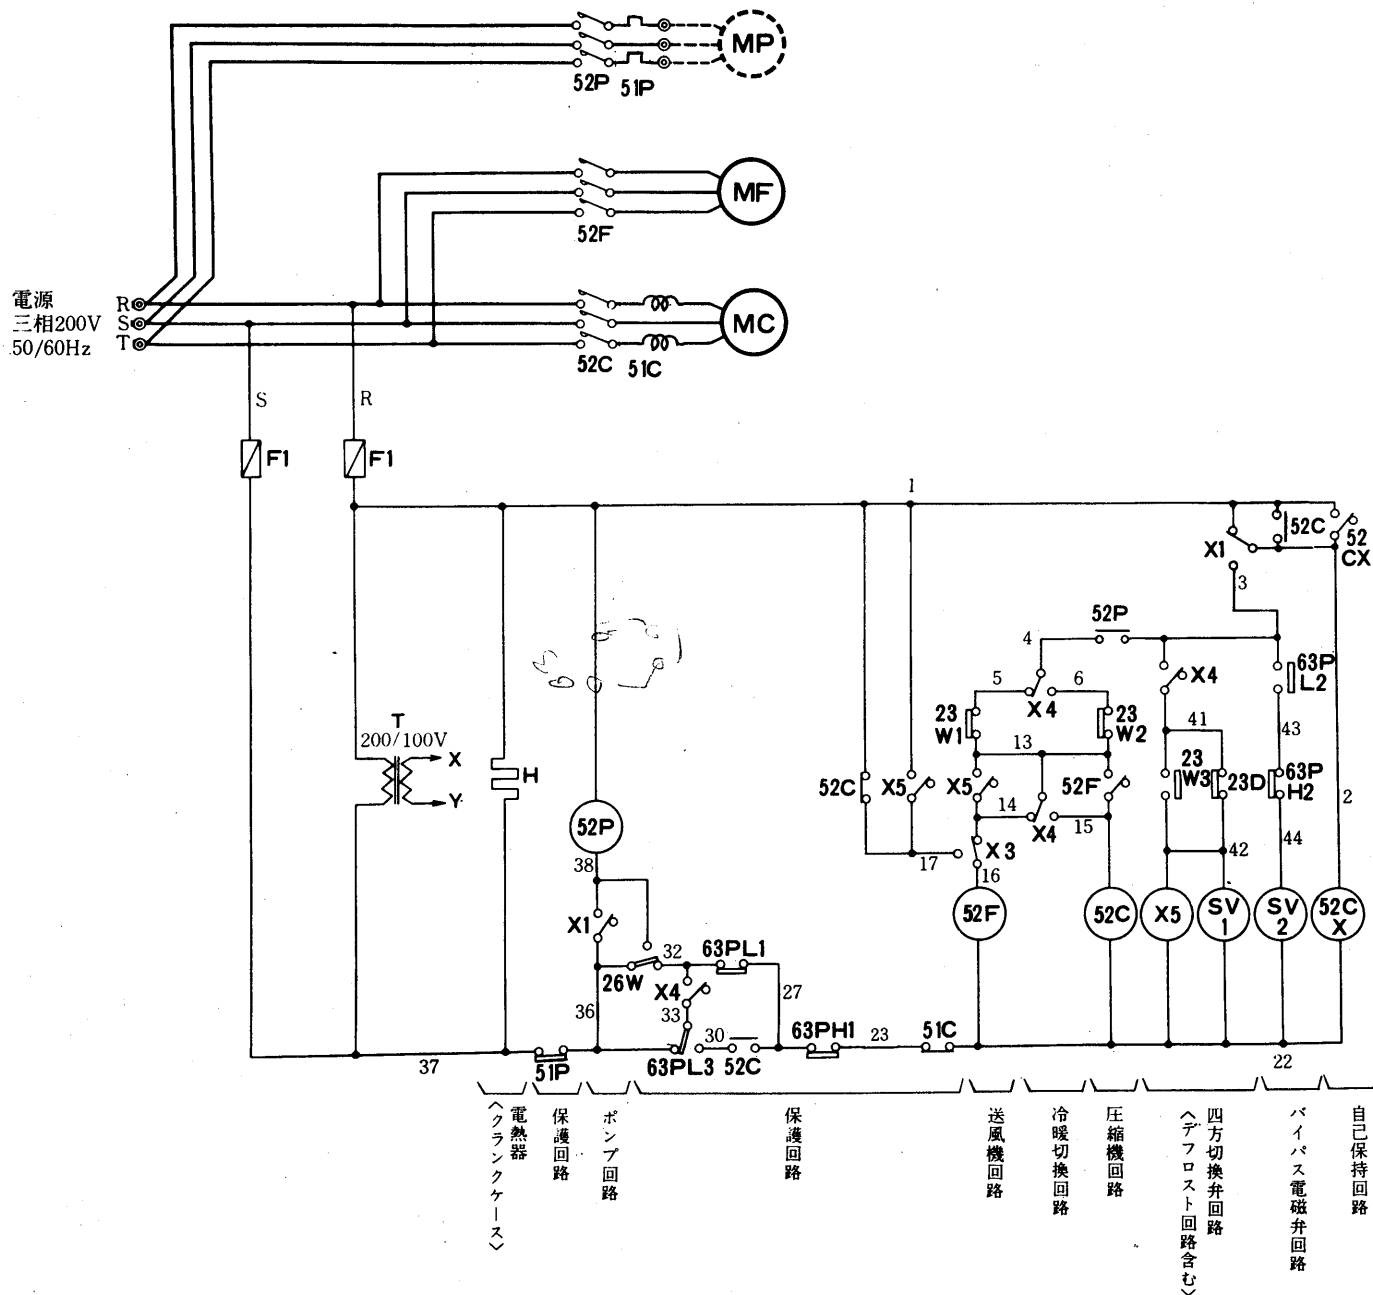 MP
52P 51P
MF
52F
電源
三相200V
50/60Hz
R
S
T
MC
52C 51C
S
R
F1
F1
1
52C
52
CX
X1
3
52P
4
X4
63P
L2
5
6
X4
23
W1
23
W2
41
43
13
T
200/100V
X
Y
H
52C
X5
X5
52F
23
W3
23D
63P
H2
2
14
X4
15
52P
17
X3
42
44
38
16
X1
52F
52C
X5
SV
1
SV
2
52C
X
32
63PL1
26W
X4
27
36
33
30
63PH1
23
51C
37
51P
63PL3
52C
22
電熱器
〈クランクケース〉
保護回路
ポンプ回路
保護回路
送風機回路
冷暖切換回路
圧縮機回路
四方切換弁回路
〈デフロスト回路含む〉
バイパス電磁弁回路
自己保持回路